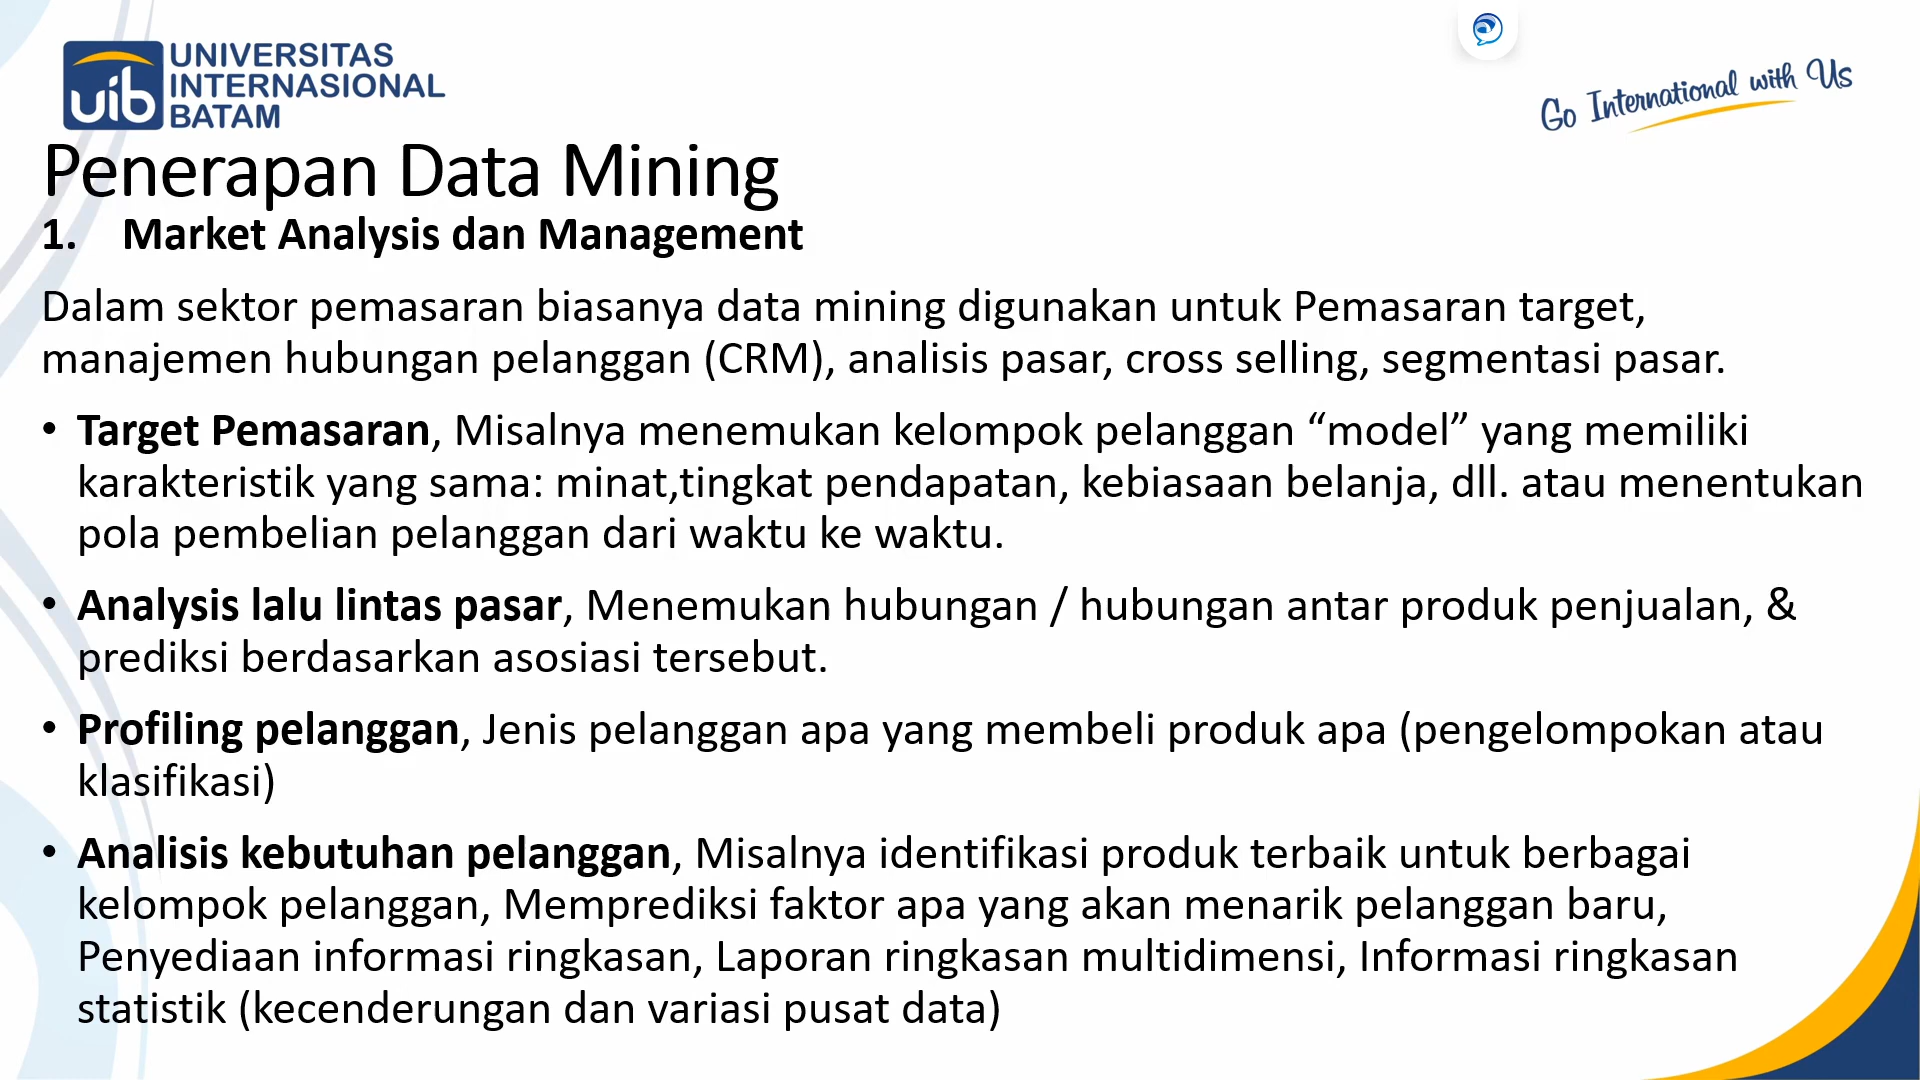 UNIVERSITAS
INTERNASIONAL
BATAM
uib
Go International with Us
Penerapan Data Mining
1. Market Analysis dan Management
Dalam sektor pemasaran biasanya data mining digunakan untuk Pemasaran target,
manajemen hubungan pelanggan (CRM), analisis pasar, cross selling, segmentasi pasar.
• Target Pemasaran, Misalnya menemukan kelompok pelanggan “model” yang memiliki
karakteristik yang sama: minat,tingkat pendapatan, kebiasaan belanja, dll. atau menentukan
pola pembelian pelanggan dari waktu ke waktu.
• Analysis lalu lintas pasar, Menemukan hubungan / hubungan antar produk penjualan, &
prediksi berdasarkan asosiasi tersebut.
• Profiling pelanggan, Jenis pelanggan apa yang membeli produk apa (pengelompokan atau
klasifikasi)
• Analisis kebutuhan pelanggan, Misalnya identifikasi produk terbaik untuk berbagai
kelompok pelanggan, Memprediksi faktor apa yang akan menarik pelanggan baru,
Penyediaan informasi ringkasan, Laporan ringkasan multidimensi, Informasi ringkasan
statistik (kecenderungan dan variasi pusat data)